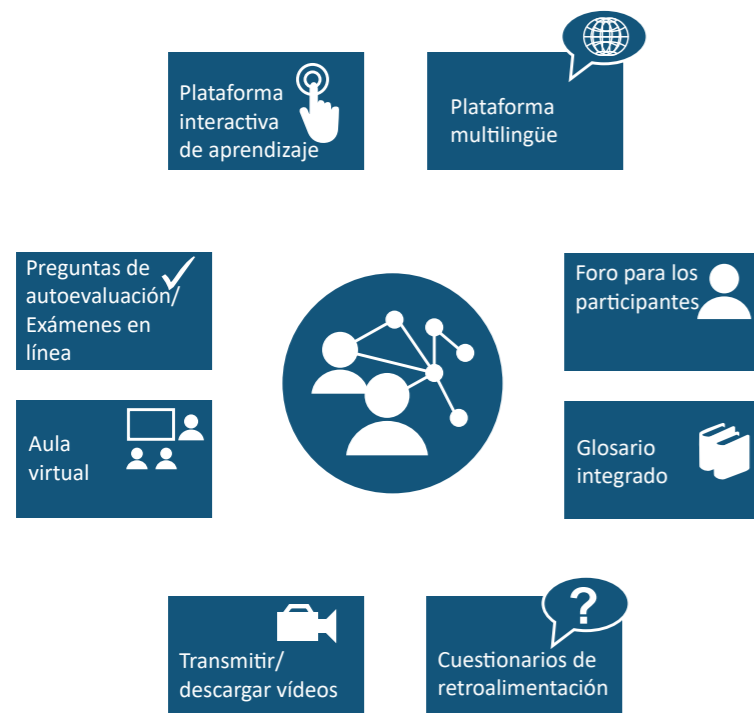 Plataforma
interactiva
de aprendizaje
Plataforma
multilingüe
Preguntas de
autoevaluación/
Exámenes en
línea
Foro para los
participantes
Aula
virtual
Glosario
integrado
Transmitir/
descargar vídeos
?
Cuestionarios de
retroalimentación